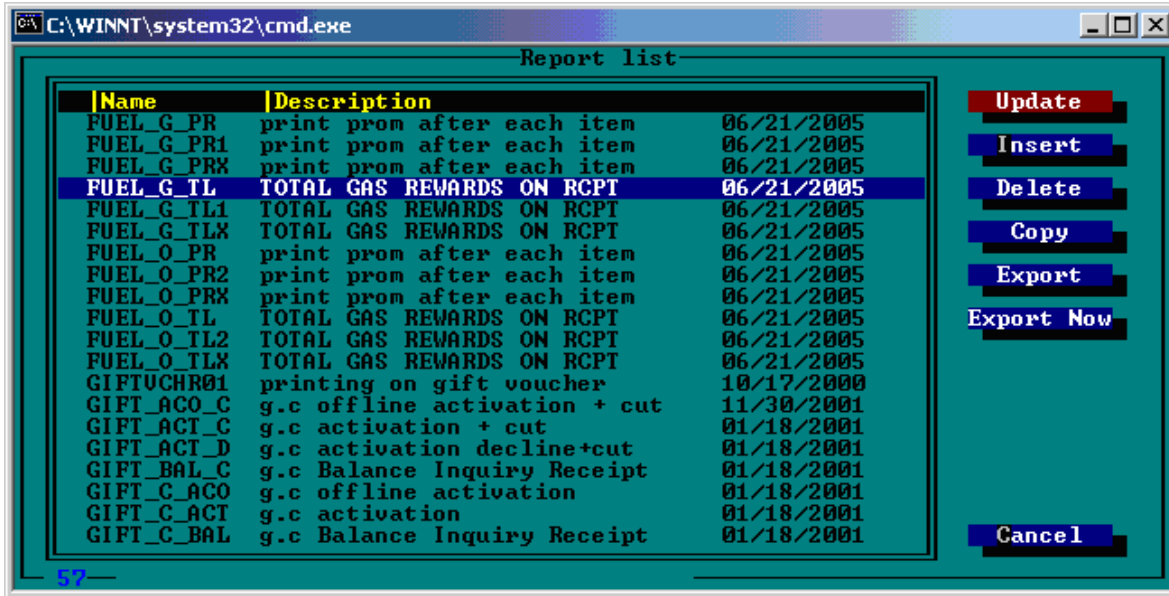 C:\WINNT\system32\cmd.exe
Report list
|Name |Description
FUEL_G_PR print prom after each item 06/21/2005
FUEL_G_PR1 print prom after each item 06/21/2005
FUEL_G_PRX print prom after each item 06/21/2005
FUEL_G_TL TOTAL GAS REWARDS ON RCPT 06/21/2005
FUEL_G_TL1 TOTAL GAS REWARDS ON RCPT 06/21/2005
FUEL_G_TLX TOTAL GAS REWARDS ON RCPT 06/21/2005
FUEL_O_PR print prom after each item 06/21/2005
FUEL_O_PR2 print prom after each item 06/21/2005
FUEL_O_PRX print prom after each item 06/21/2005
FUEL_O_TL TOTAL GAS REWARDS ON RCPT 06/21/2005
FUEL_O_TL2 TOTAL GAS REWARDS ON RCPT 06/21/2005
FUEL_O_TLX TOTAL GAS REWARDS ON RCPT 06/21/2005
GIFTVCHR01 printing on gift voucher 10/17/2000
GIFT_ACO_C g.c offline activation + cut 11/30/2001
GIFT_ACT_C g.c activation + cut 01/18/2001
GIFT_ACT_D g.c activation decline+cut 01/18/2001
GIFT_BAL_C g.c Balance Inquiry Receipt 01/18/2001
GIFT_C_ACO g.c offline activation 01/18/2001
GIFT_C_ACT g.c activation 01/18/2001
GIFT_C_BAL g.c Balance Inquiry Receipt 01/18/2001
Update
Insert
Delete
Copy
Export
Export Now
Cancel
57